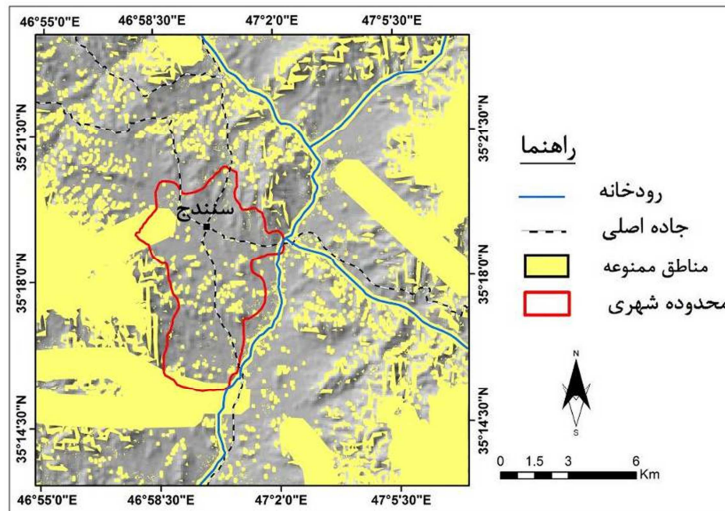 46°55'0"E 46°58'30"E 47°2'0"E 47°5'30"E
35°21'30"N
35°18'0"N
35°14'30"N
سنندج
35°21'30"N
35°18'0"N
35°14'30"N
46°55'0"E 46°58'30"E 47°2'0"E 47°5'30"E
راهنما
رودخانه
جاده اصلی
مناطق ممنوعه
محدوده شهری
N
S
0 1.5 3 6
Km